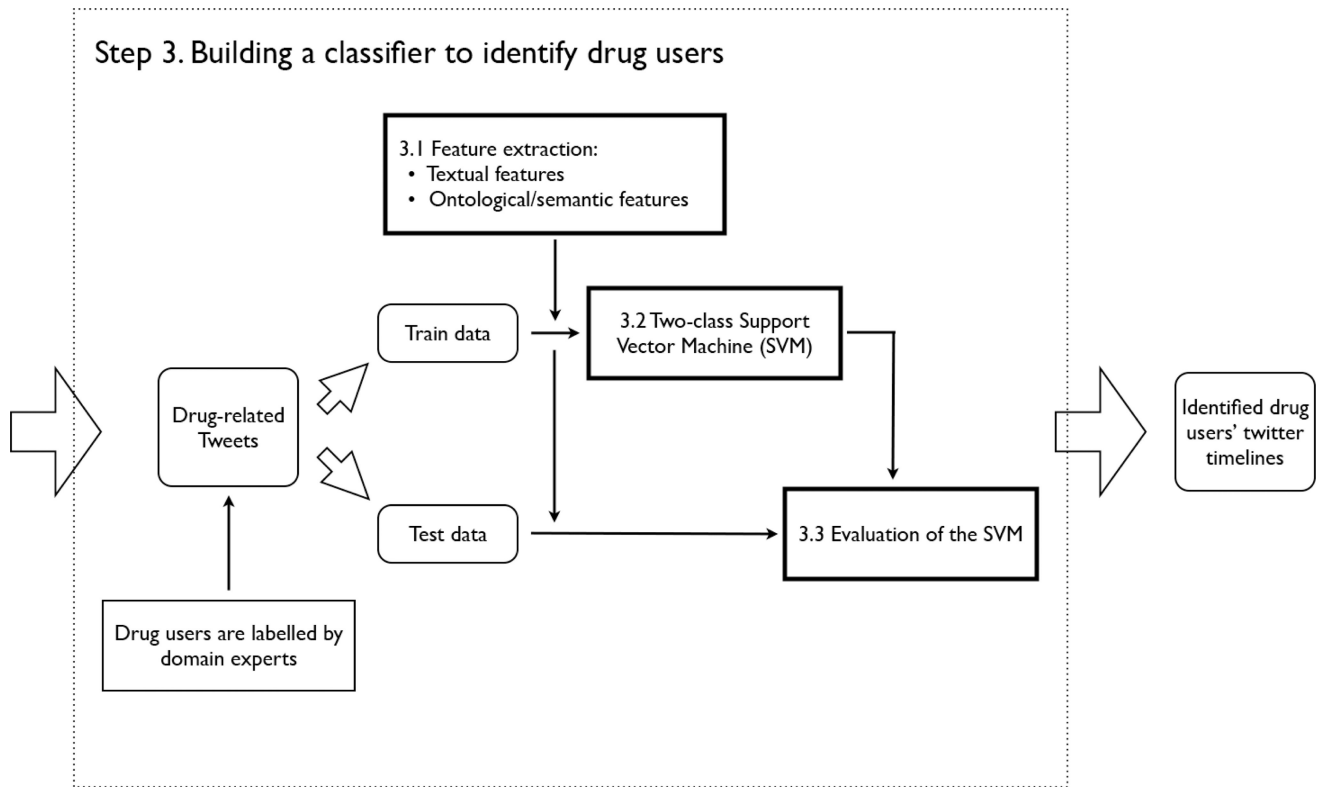 Step 3. Building a classifier to identify drug users
3.1 Feature extraction:
• Textual features
• Ontological/semantic features
Train data
3.2 Two-class Support
Vector Machine (SVM)
Drug-related
Tweets
Identified drug
users' twitter
timelines
Test data
3.3 Evaluation of the SVM
Drug users are labelled by
domain experts